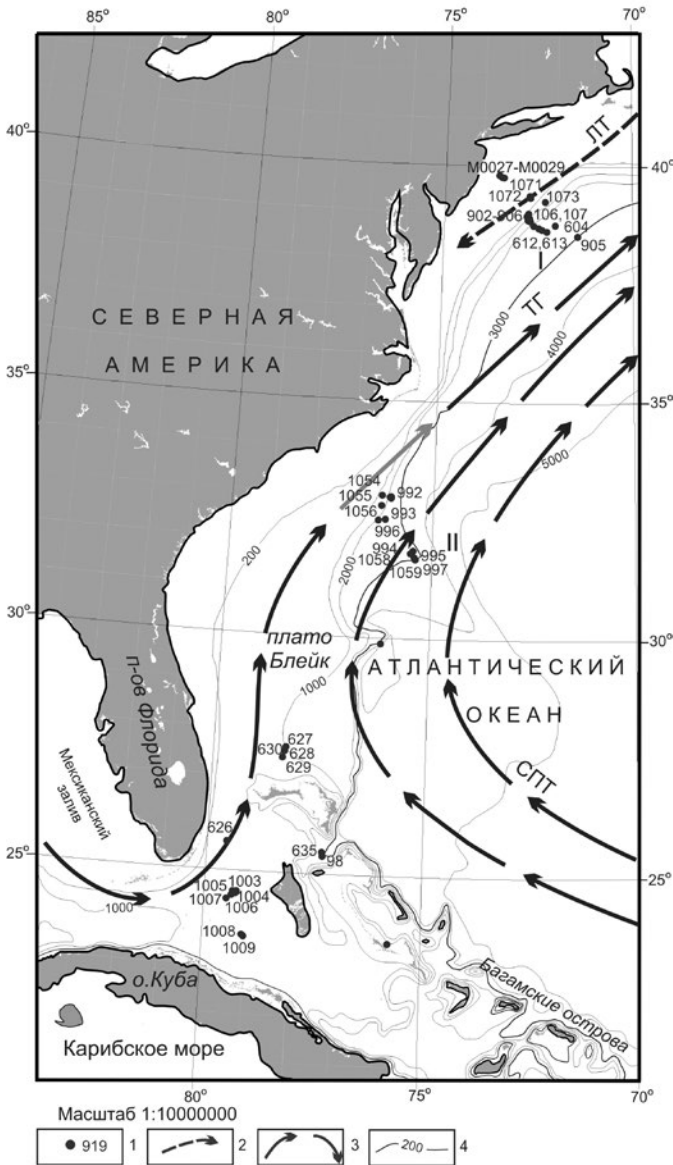 85° 80° 75° 70°
40°
40°
ЛТ
M0027-M0029
1071
1072
1073
902-906
106,107
604
612,613
905
I
ТГ
3000
4000
СЕВЕРНАЯ
АМЕРИКА
35°
35°
5000
1054
1055
992
1056
993
996
200
994
995
II
1058
997
1059
2000
30°
30°
плато
Блейк
1000
АТЛАНТИЧЕСКИЙ
ОКЕАН
п-ов Флорида
627
630
628
629
СПТ
Мексиканский
залив
626
635
98
25°
25°
1005
1003
1004
1007
1006
1000
1008
1009
о.Куба
Багамские острова
Карибское море
80° 75° 70°
Масштаб 1:10000000
919 1 2 3 200 4